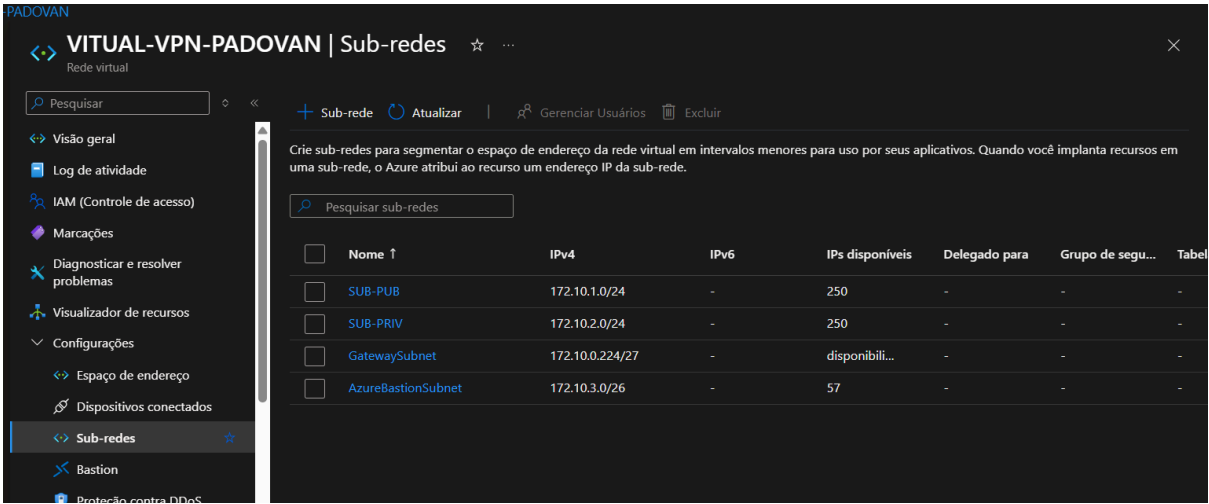 -PADOVAN
VITUAL-VPN-PADOVAN | Sub-redes
Rede virtual
Pesquisar
Visão geral
Log de atividade
IAM (Controle de acesso)
Marcações
Diagnosticar e resolver
problemas
Visualizador de recursos
Configurações
Espaço de endereço
Dispositivos conectados
Sub-redes
Bastion
Proteção contra DDoS
Sub-rede Atualizar | Gerenciar Usuários Excluir
Crie sub-redes para segmentar o espaço de endereço da rede virtual em intervalos menores para uso por seus aplicativos. Quando você implanta recursos em
uma sub-rede, o Azure atribui ao recurso um endereço IP da sub-rede.
Pesquisar sub-redes
Nome ↑ IPv4 IPv6 IPs disponíveis Delegado para Grupo de segu... Tabel
SUB-PUB 172.10.1.0/24 - 250 - - -
SUB-PRIV 172.10.2.0/24 - 250 - - -
GatewaySubnet 172.10.0.224/27 - disponibili... - - -
AzureBastionSubnet 172.10.3.0/26 - 57 - - -